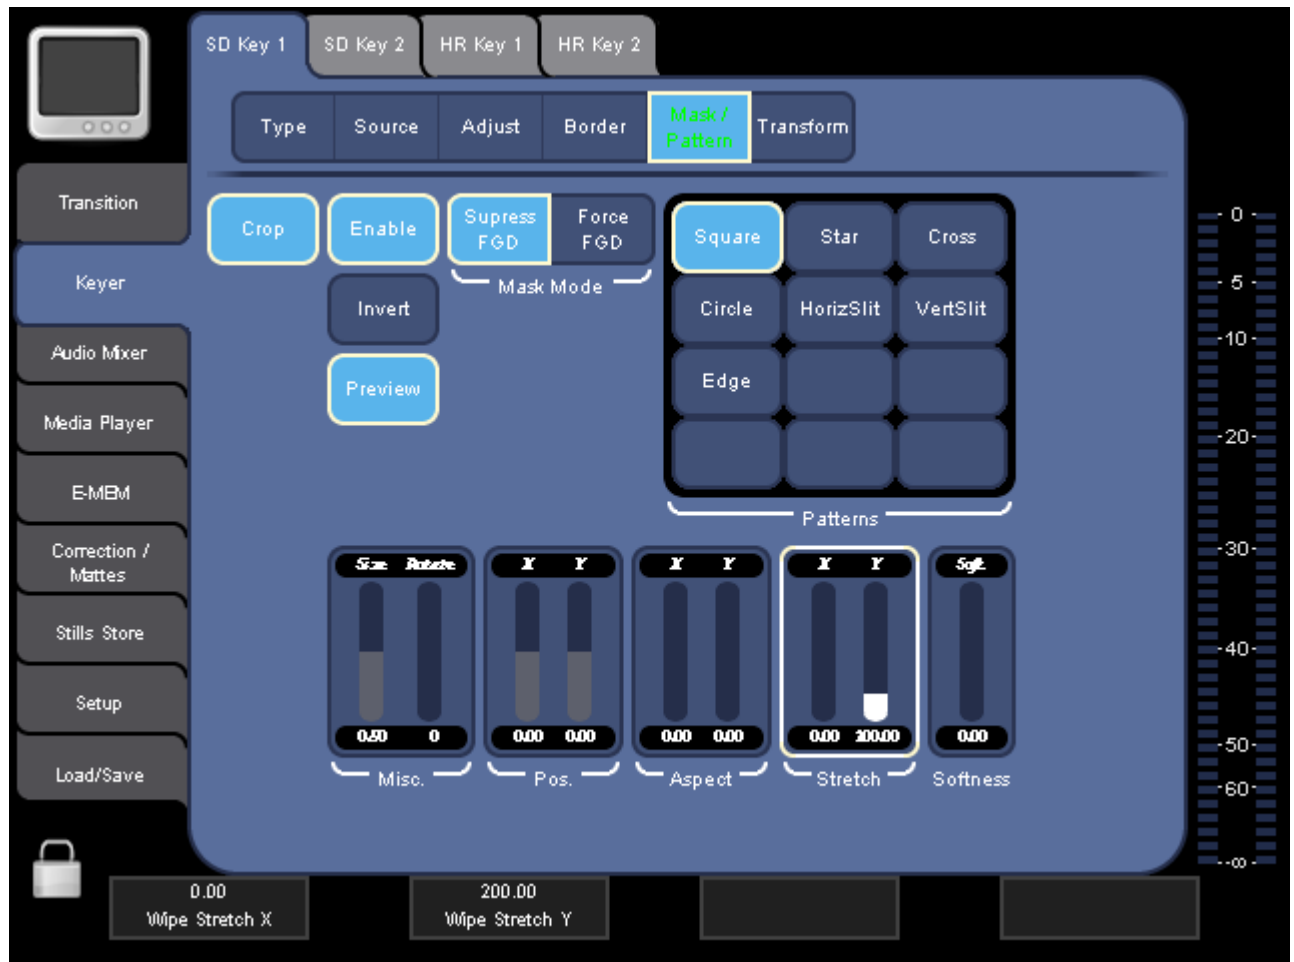 SD Key 1 SD Key 2 HR Key 1 HR Key 2
Type Source Adjust Border Mask / Pattern Transform
Transition
Keyer
Audio Mixer
Media Player
E-MEM
Correction /
Mattes
Stills Store
Setup
Load/Save
Crop Enable Supress FGD Force FGD
Mask Mode
Invert
Preview
Square Star Cross
Circle HorizSlit VertSlit
Edge
Patterns
Size Rotate X Y X Y X Y Soft.
0.50 0 0.00 0.00 0.00 0.00 0.00 200.00 0.00
Misc. Pos. Aspect Stretch Softness
- 0 -
- 5 -
-10-
-20-
-30-
-40-
-50-
-60-
--∞-
0.00
Wipe Stretch X
200.00
Wipe Stretch Y